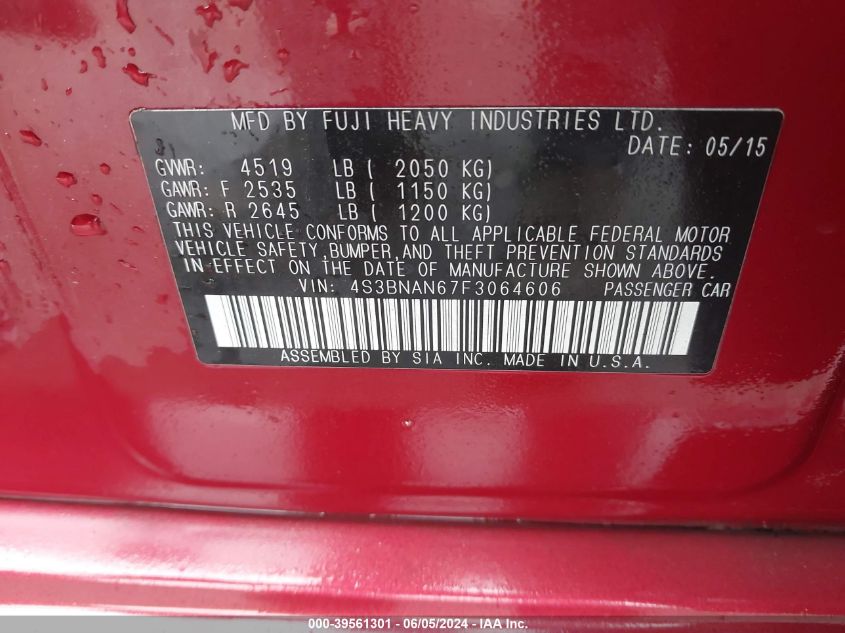 MFD BY FUJI HEAVY INDUSTRIES LTD.
DATE: 05/15
GVWR: 4519 LB ( 2050 KG)
GAWR: F 2535 LB ( 1150 KG)
GAWR: R 2645 LB ( 1200 KG)
THIS VEHICLE CONFORMS TO ALL APPLICABLE FEDERAL MOTOR
VEHICLE SAFETY,BUMPER,AND THEFT PREVENTION STANDARDS
IN EFFECT ON THE DATE OF MANUFACTURE SHOWN ABOVE.
VIN: 4S3BNAN67F3064606 PASSENGER CAR
ASSEMBLED BY SIA INC. MADE IN U.S.A.
000-39561301 - 06/05/2024 - IAA Inc.